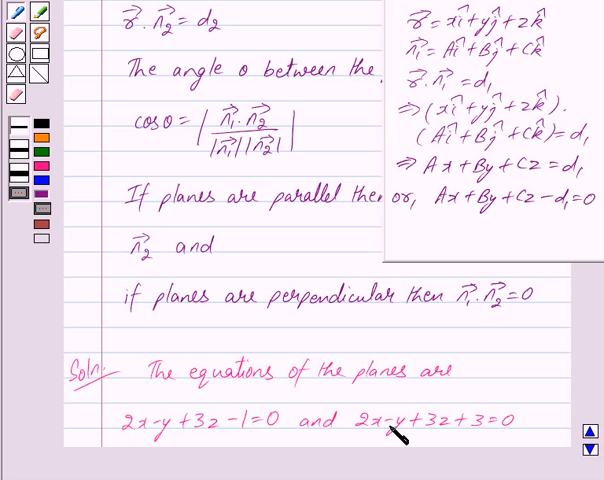 r⃗ . n⃗₂ = d₂
The angle θ between the
cosθ = | n⃗₁ . n⃗₂ / |n⃗₁| |n⃗₂| |
If planes are parallel then
n⃗₂ and
if planes are perpendicular then n⃗₁ . n⃗₂ = 0
Soln:- The equations of the planes are
2x - y + 3z - 1 = 0 and 2x - y + 3z + 3 = 0
r⃗ = xî + yĵ + zk̂
n⃗₁ = Aî + Bĵ + Ck̂
r⃗ . n⃗₁ = d₁
⇒ (xî + yĵ + zk̂) .
(Aî + Bĵ + Ck̂) = d₁
⇒ Ax + By + Cz = d₁
or, Ax + By + Cz - d₁ = 0